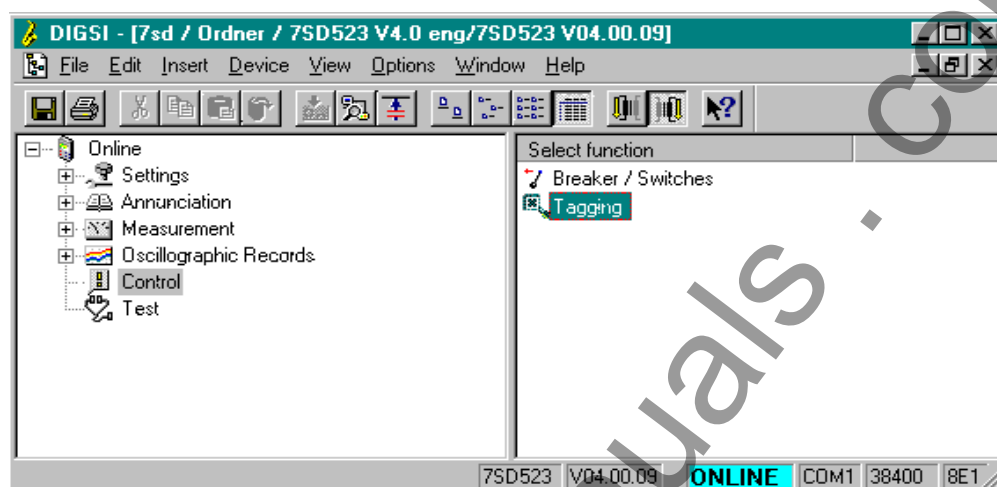 DIGSI - [7sd / Ordner / 7SD523 V4.0 eng/7SD523 V04.00.09]
File Edit Insert Device View Options Window Help
Online
Settings
Annunciation
Measurement
Oscillographic Records
Control
Test
Select function
Breaker / Switches
Tagging
7SD523 V04.00.09 ONLINE COM1 38400 8E1
uals . co